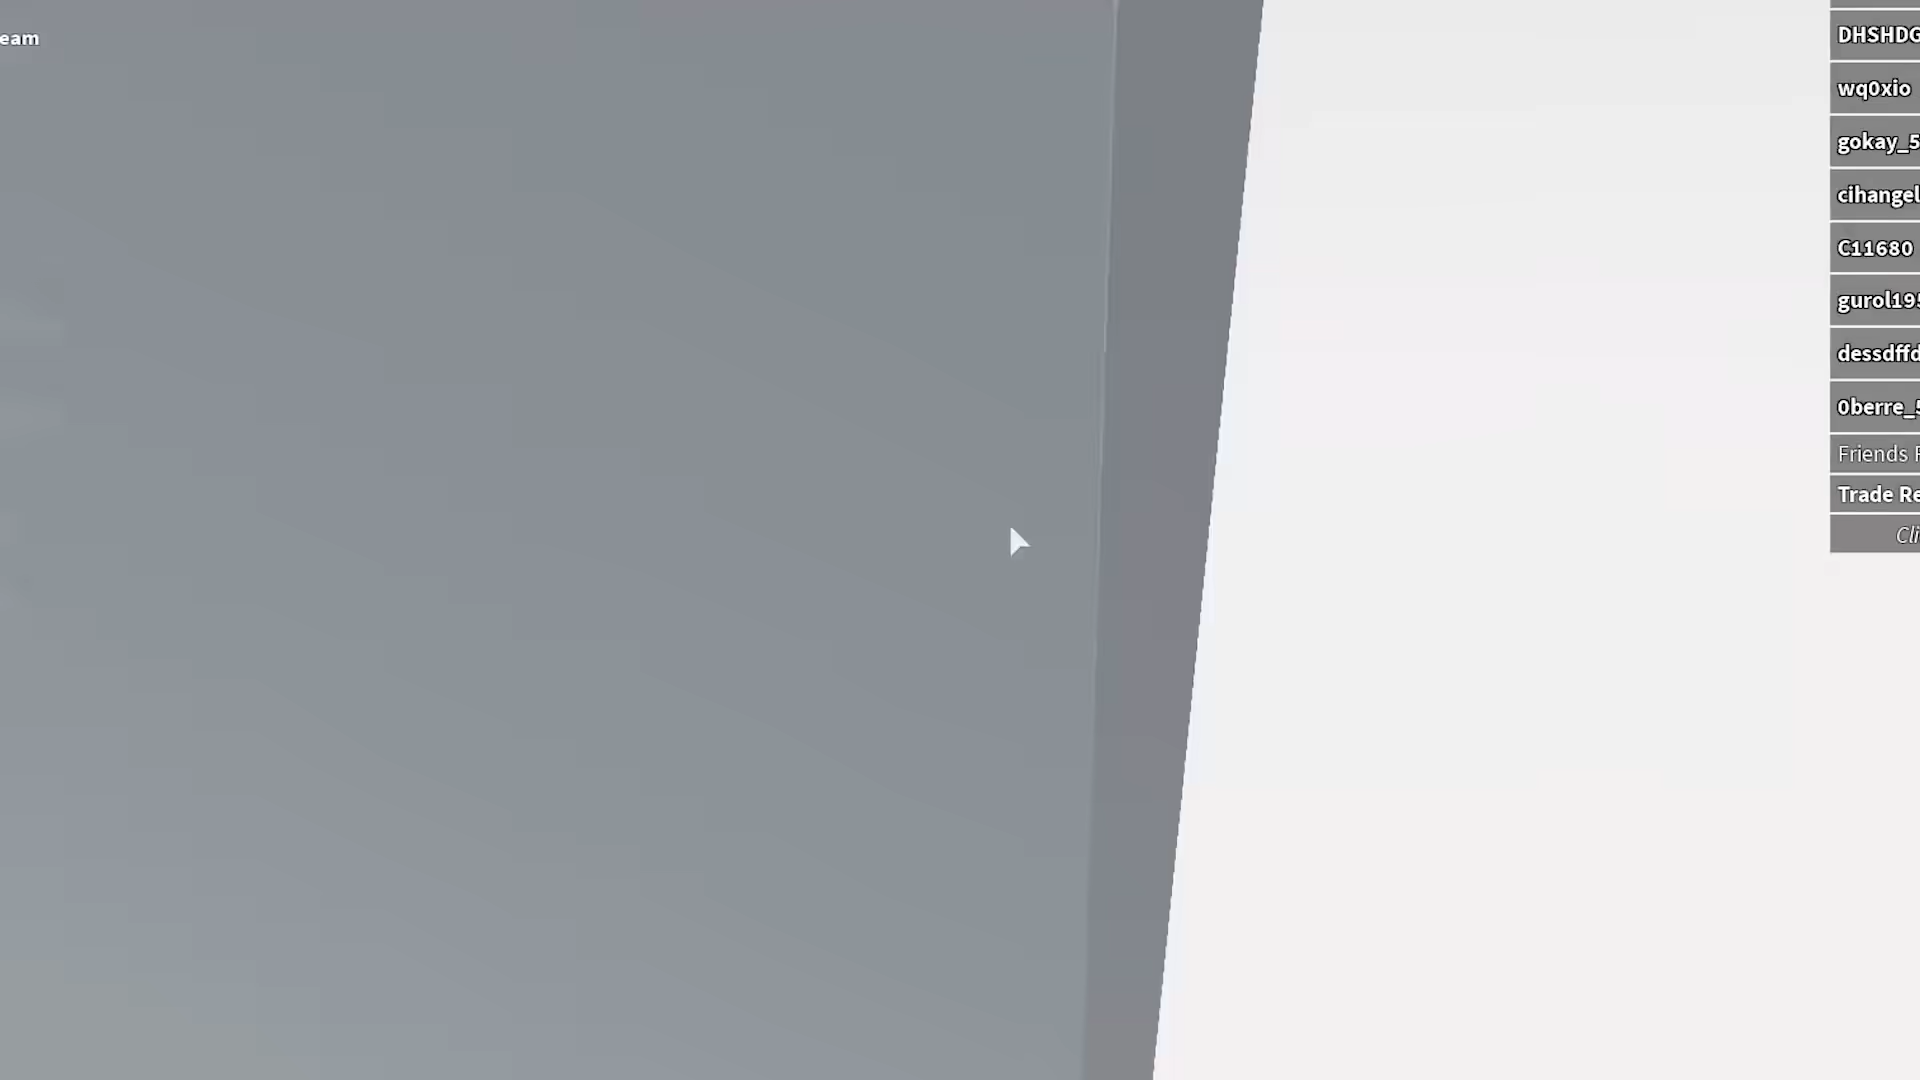 eam
DHSHDG
wq0xio
gokay_5
cihangel
C11680
gurol195
dessdffd
0berre_5
Friends F
Trade Re
Cli